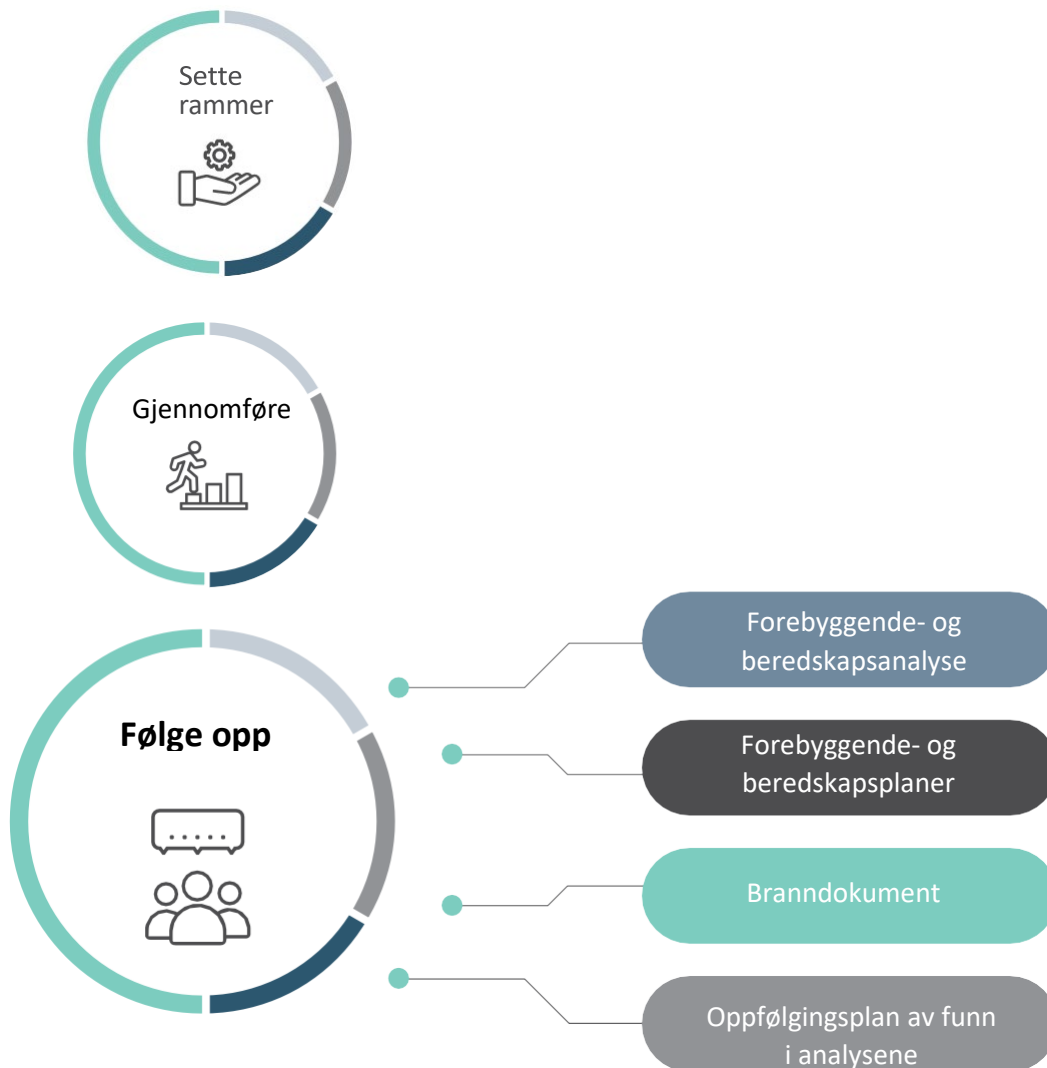 Sette
rammer
Gjennomføre
Følge opp
Forebyggende- og
beredskapsanalyse
Forebyggende- og
beredskapsplaner
Branndokument
Oppfølgingsplan av funn
i analysene